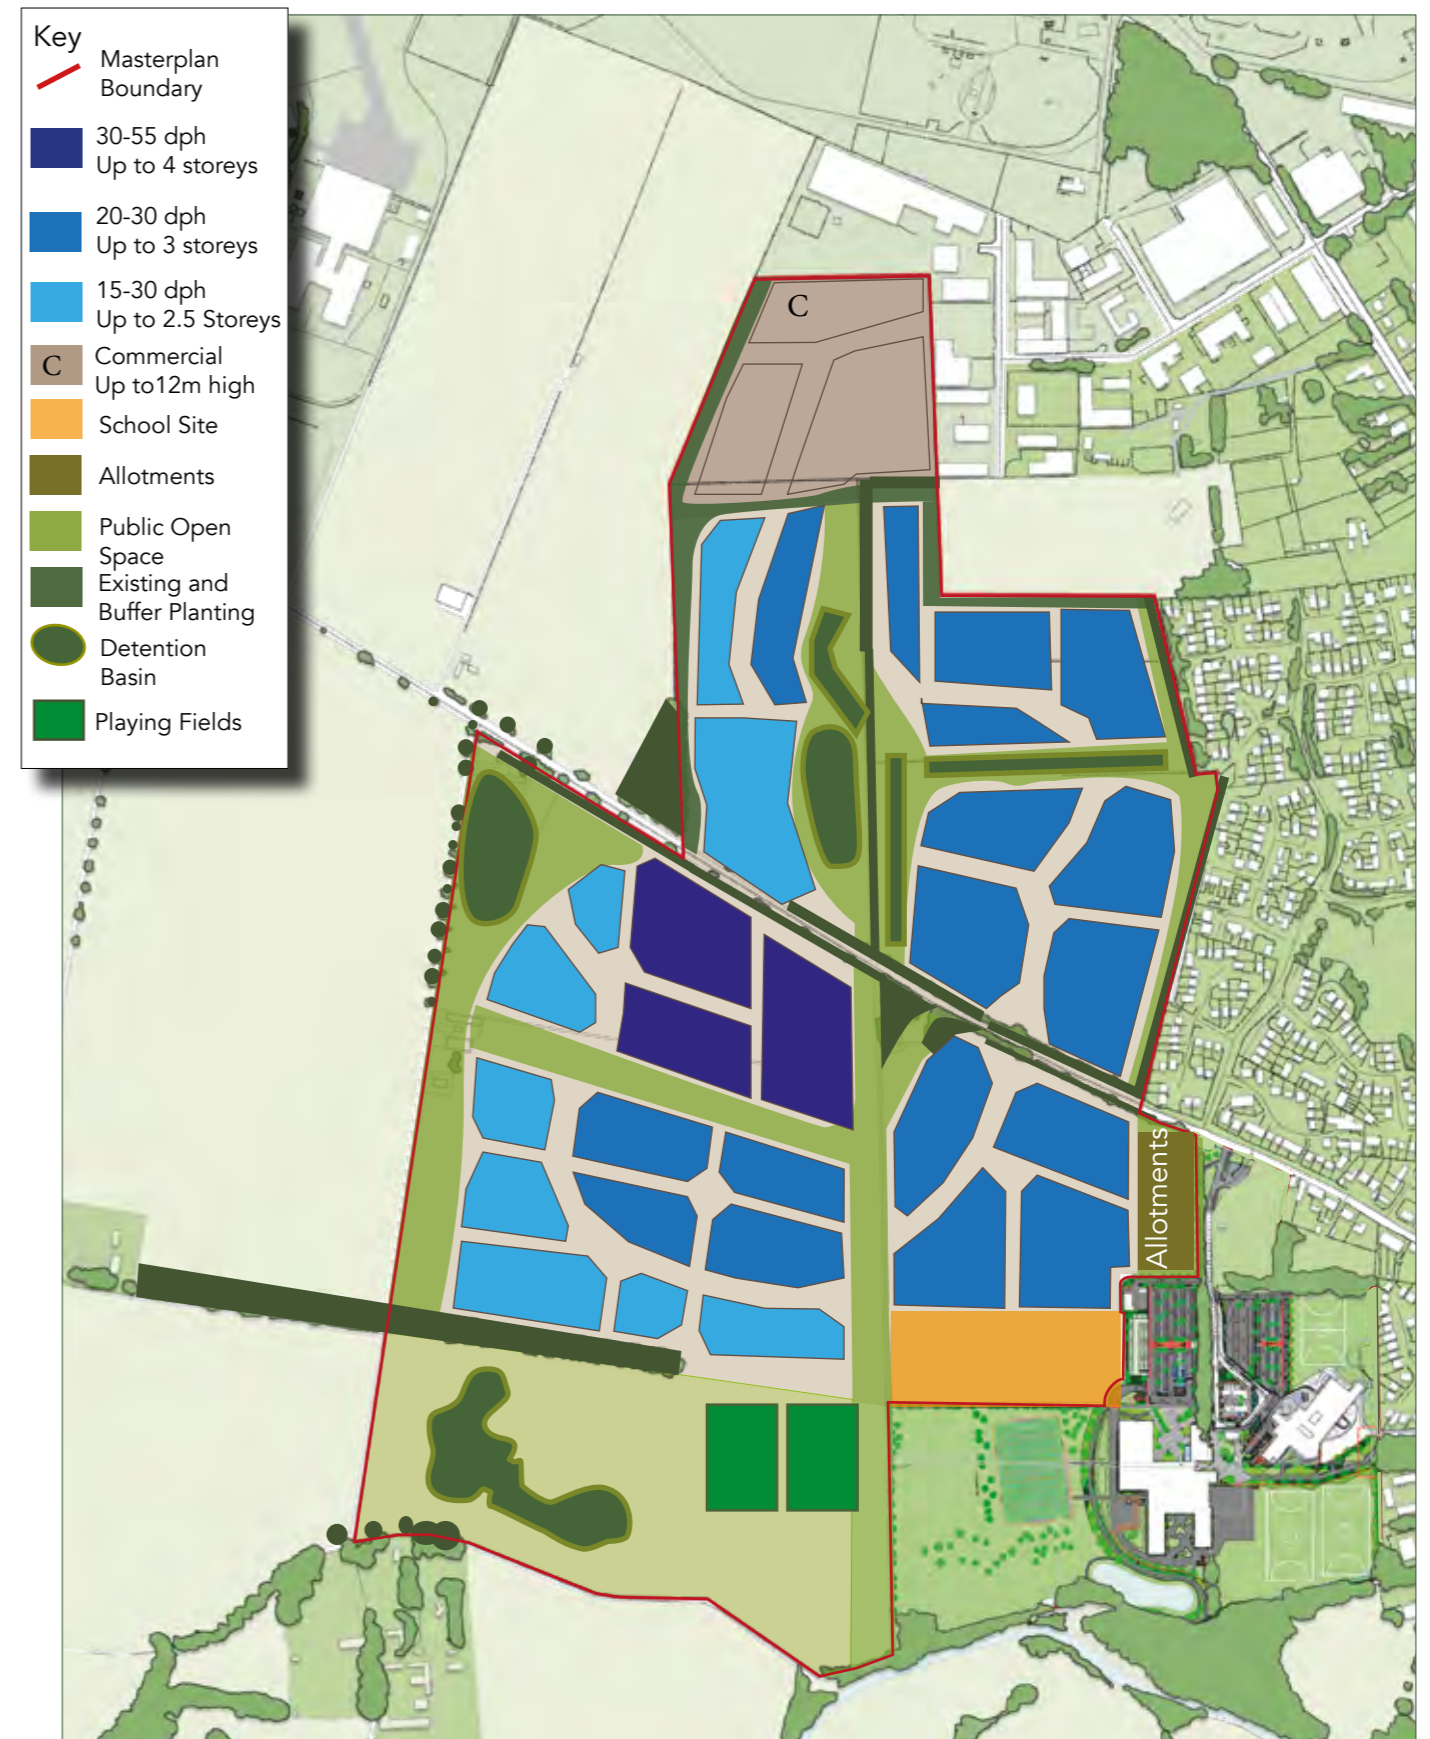 Key
Masterplan
Boundary
30-55 dph
Up to 4 storeys
20-30 dph
Up to 3 storeys
15-30 dph
Up to 2.5 Storeys
C
Commercial
Up to12m high
School Site
Allotments
Public Open
Space
Existing and
Buffer Planting
Detention
Basin
Playing Fields
C
Allotments